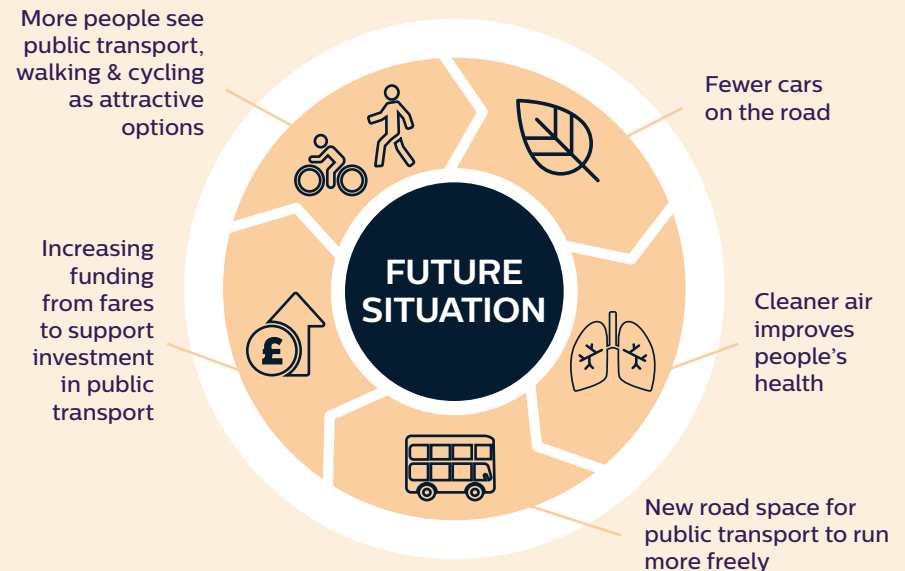 More people see
public transport,
walking & cycling
as attractive
options
Fewer cars
on the road
Cleaner air
improves
people’s
health
New road space for
public transport to run
more freely
Increasing
funding
from fares
to support
investment
in public
transport
£
FUTURE
SITUATION